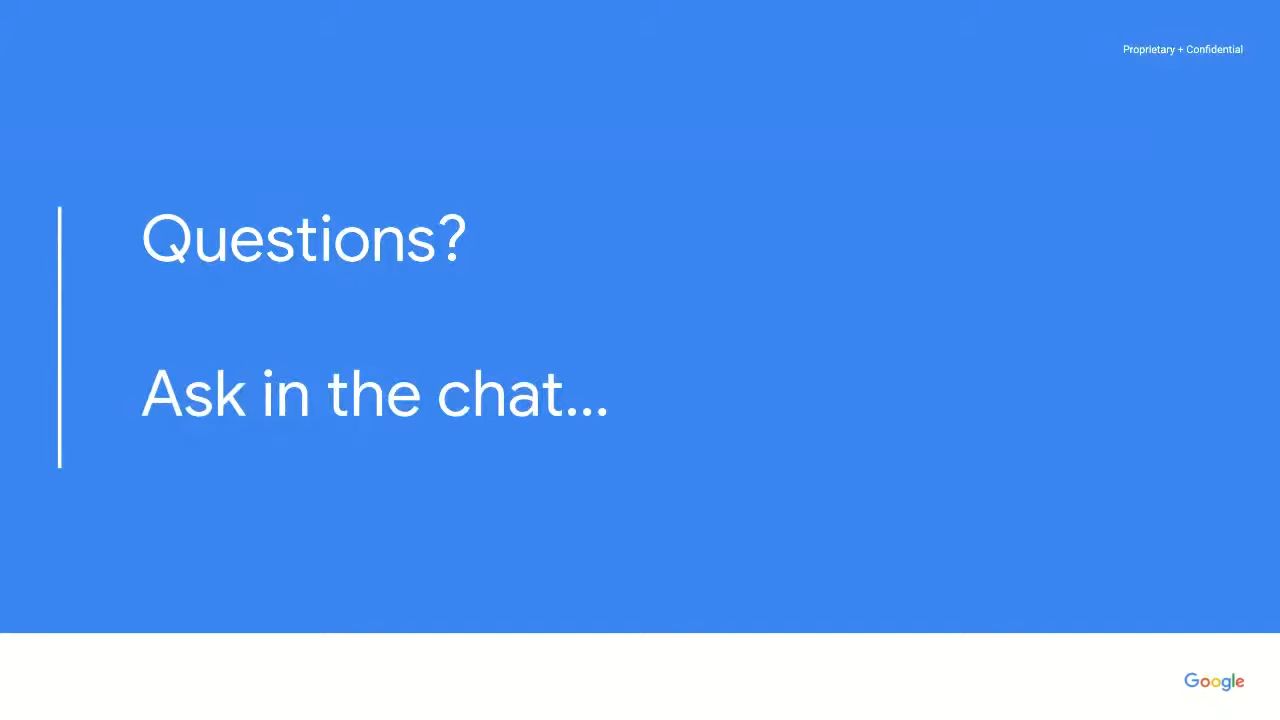 Proprietary + Confidential
Questions?
Ask in the chat...
Google